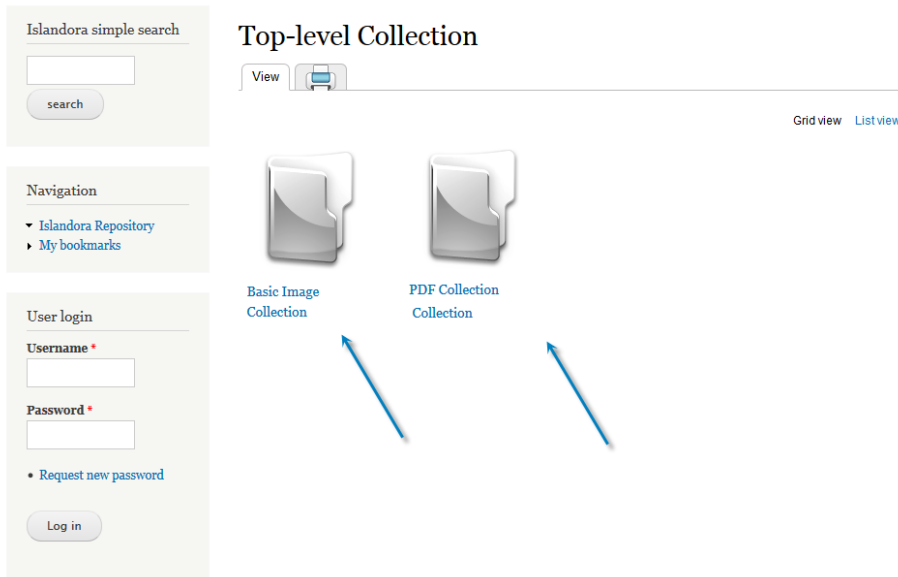 Islandora simple search
search
Navigation
Islandora Repository
My bookmarks
User login
Username *
Password *
Request new password
Log in
Top-level Collection
View
Grid view List view
Basic Image
Collection
PDF Collection
Collection